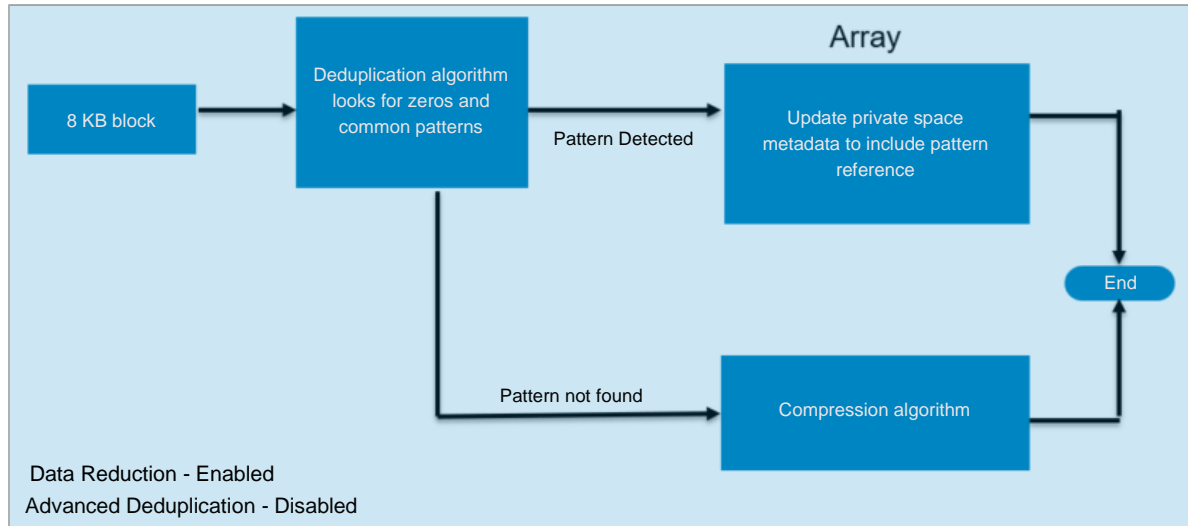 Array
8 KB block
Deduplication algorithm
looks for zeros and
common patterns
Pattern Detected
Update private space
metadata to include pattern
reference
End
Pattern not found
Compression algorithm
Data Reduction - Enabled
Advanced Deduplication - Disabled